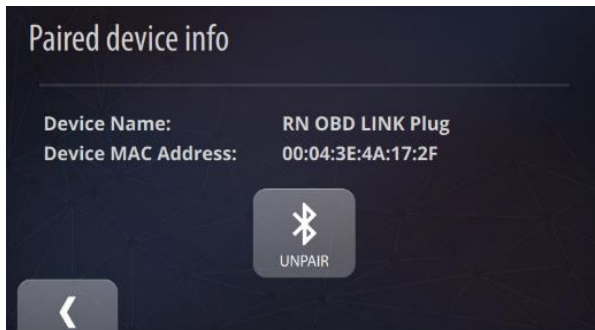 Paired device info
Device Name: RN OBD LINK Plug
Device MAC Address: 00:04:3E:4A:17:2F
UNPAIR